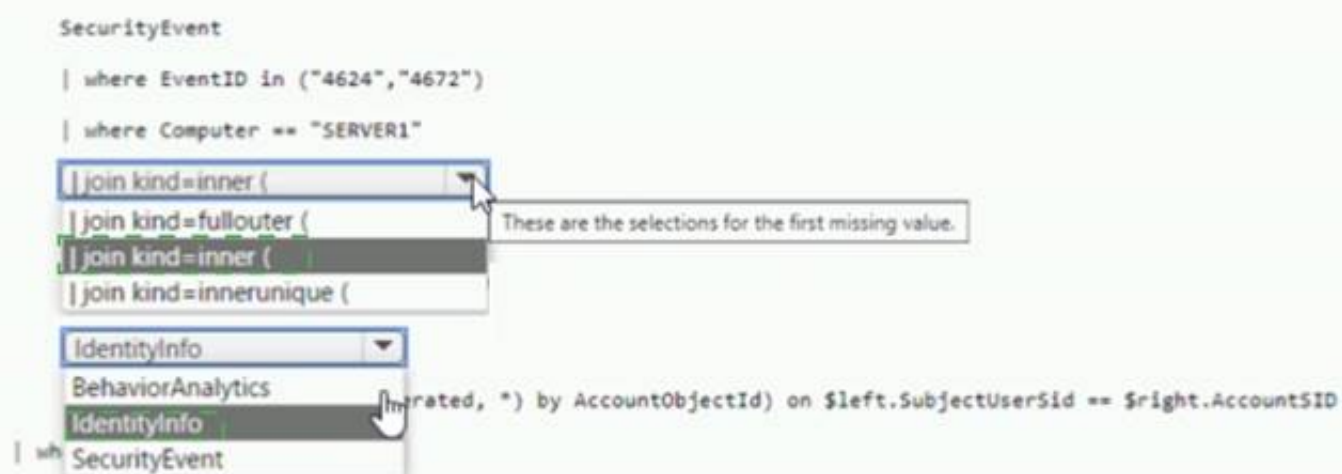 SecurityEvent
| where EventID in ("4624","4672")
| where Computer == "SERVER1"
| join kind=inner (
| join kind=fullouter (
These are the selections for the first missing value.
| join kind=inner (
| join kind=innerunique (
IdentityInfo
BehaviorAnalytics
erated, *) by AccountObjectId) on $left.SubjectUserSid == $right.AccountSID
IdentityInfo
| wh
SecurityEvent